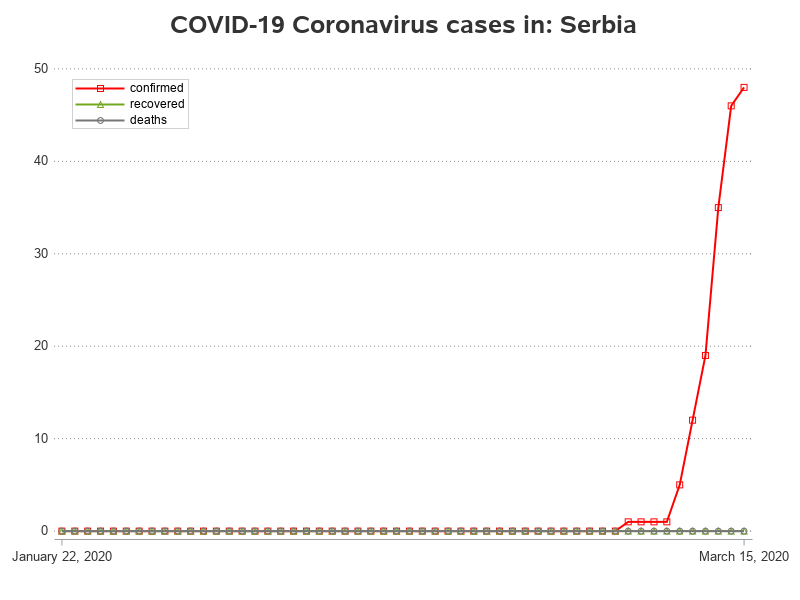 COVID-19 Coronavirus cases in: Serbia
50
confirmed
recovered
deaths
40
30
20
10
0
January 22, 2020
March 15, 2020